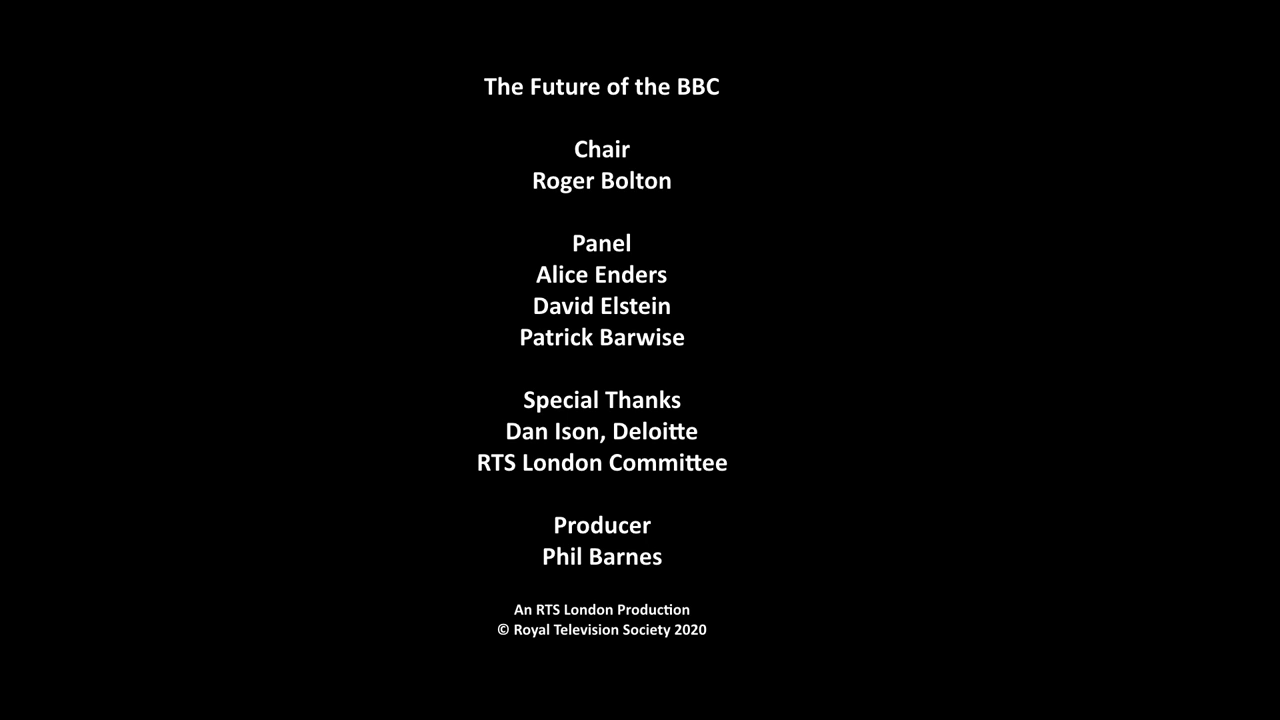 The Future of the BBC
Chair
Roger Bolton
Panel
Alice Enders
David Elstein
Patrick Barwise
Special Thanks
Dan Ison, Deloitte
RTS London Committee
Producer
Phil Barnes
An RTS London Production
© Royal Television Society 2020